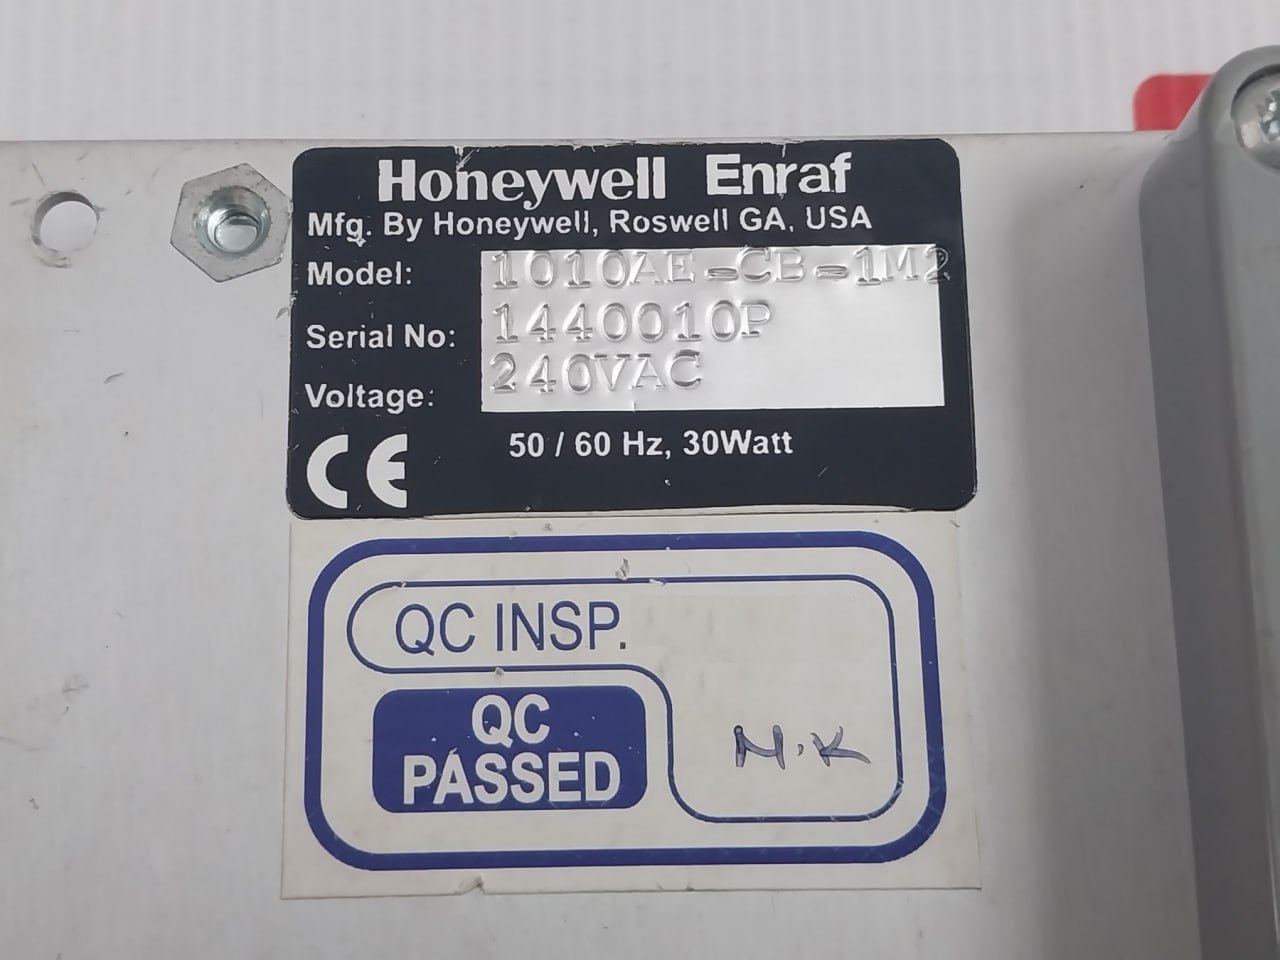 Honeywell Enraf
Mfg. By Honeywell, Roswell GA, USA
Model: 1010AE-CB-1M2
Serial No: 1440010P
Voltage: 240VAC
CE 50 / 60 Hz, 30Watt
QC INSP.
QC
PASSED
N.K